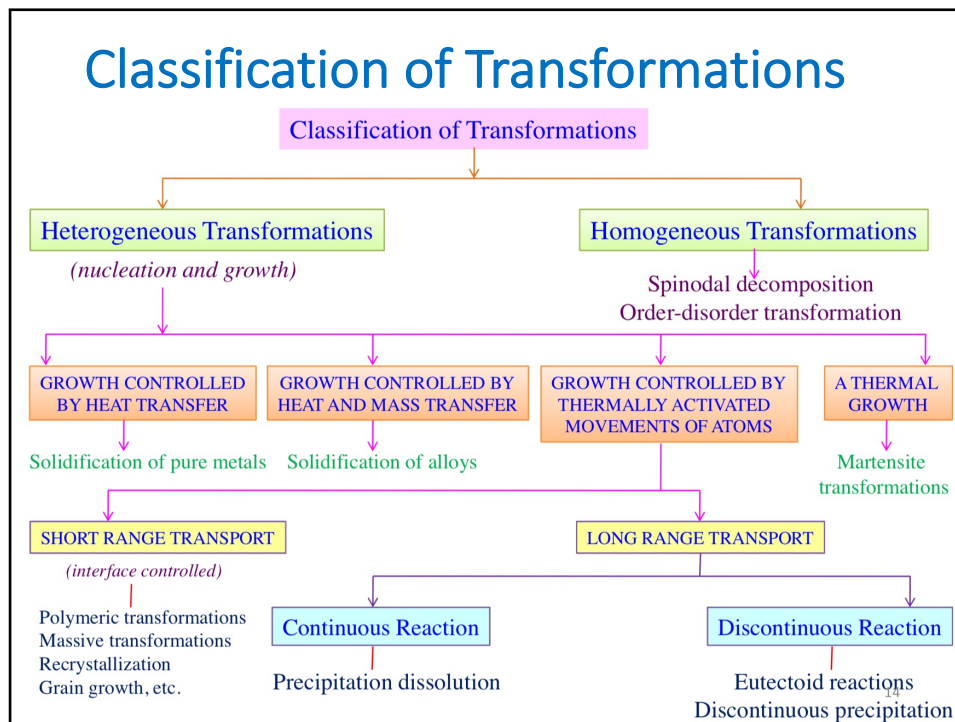 Classification of Transformations
Classification of Transformations
Heterogeneous Transformations
(nucleation and growth)
Homogeneous Transformations
Spinodal decomposition
Order-disorder transformation
GROWTH CONTROLLED
BY HEAT TRANSFER
Solidification of pure metals
GROWTH CONTROLLED BY
HEAT AND MASS TRANSFER
Solidification of alloys
GROWTH CONTROLLED BY
THERMALLY ACTIVATED
MOVEMENTS OF ATOMS
A THERMAL
GROWTH
Martensite
transformations
SHORT RANGE TRANSPORT
(interface controlled)
Polymeric transformations
Massive transformations
Recrystallization
Grain growth, etc.
LONG RANGE TRANSPORT
Continuous Reaction
Precipitation dissolution
Discontinuous Reaction
Eutectoid reactions
Discontinuous precipitation
14